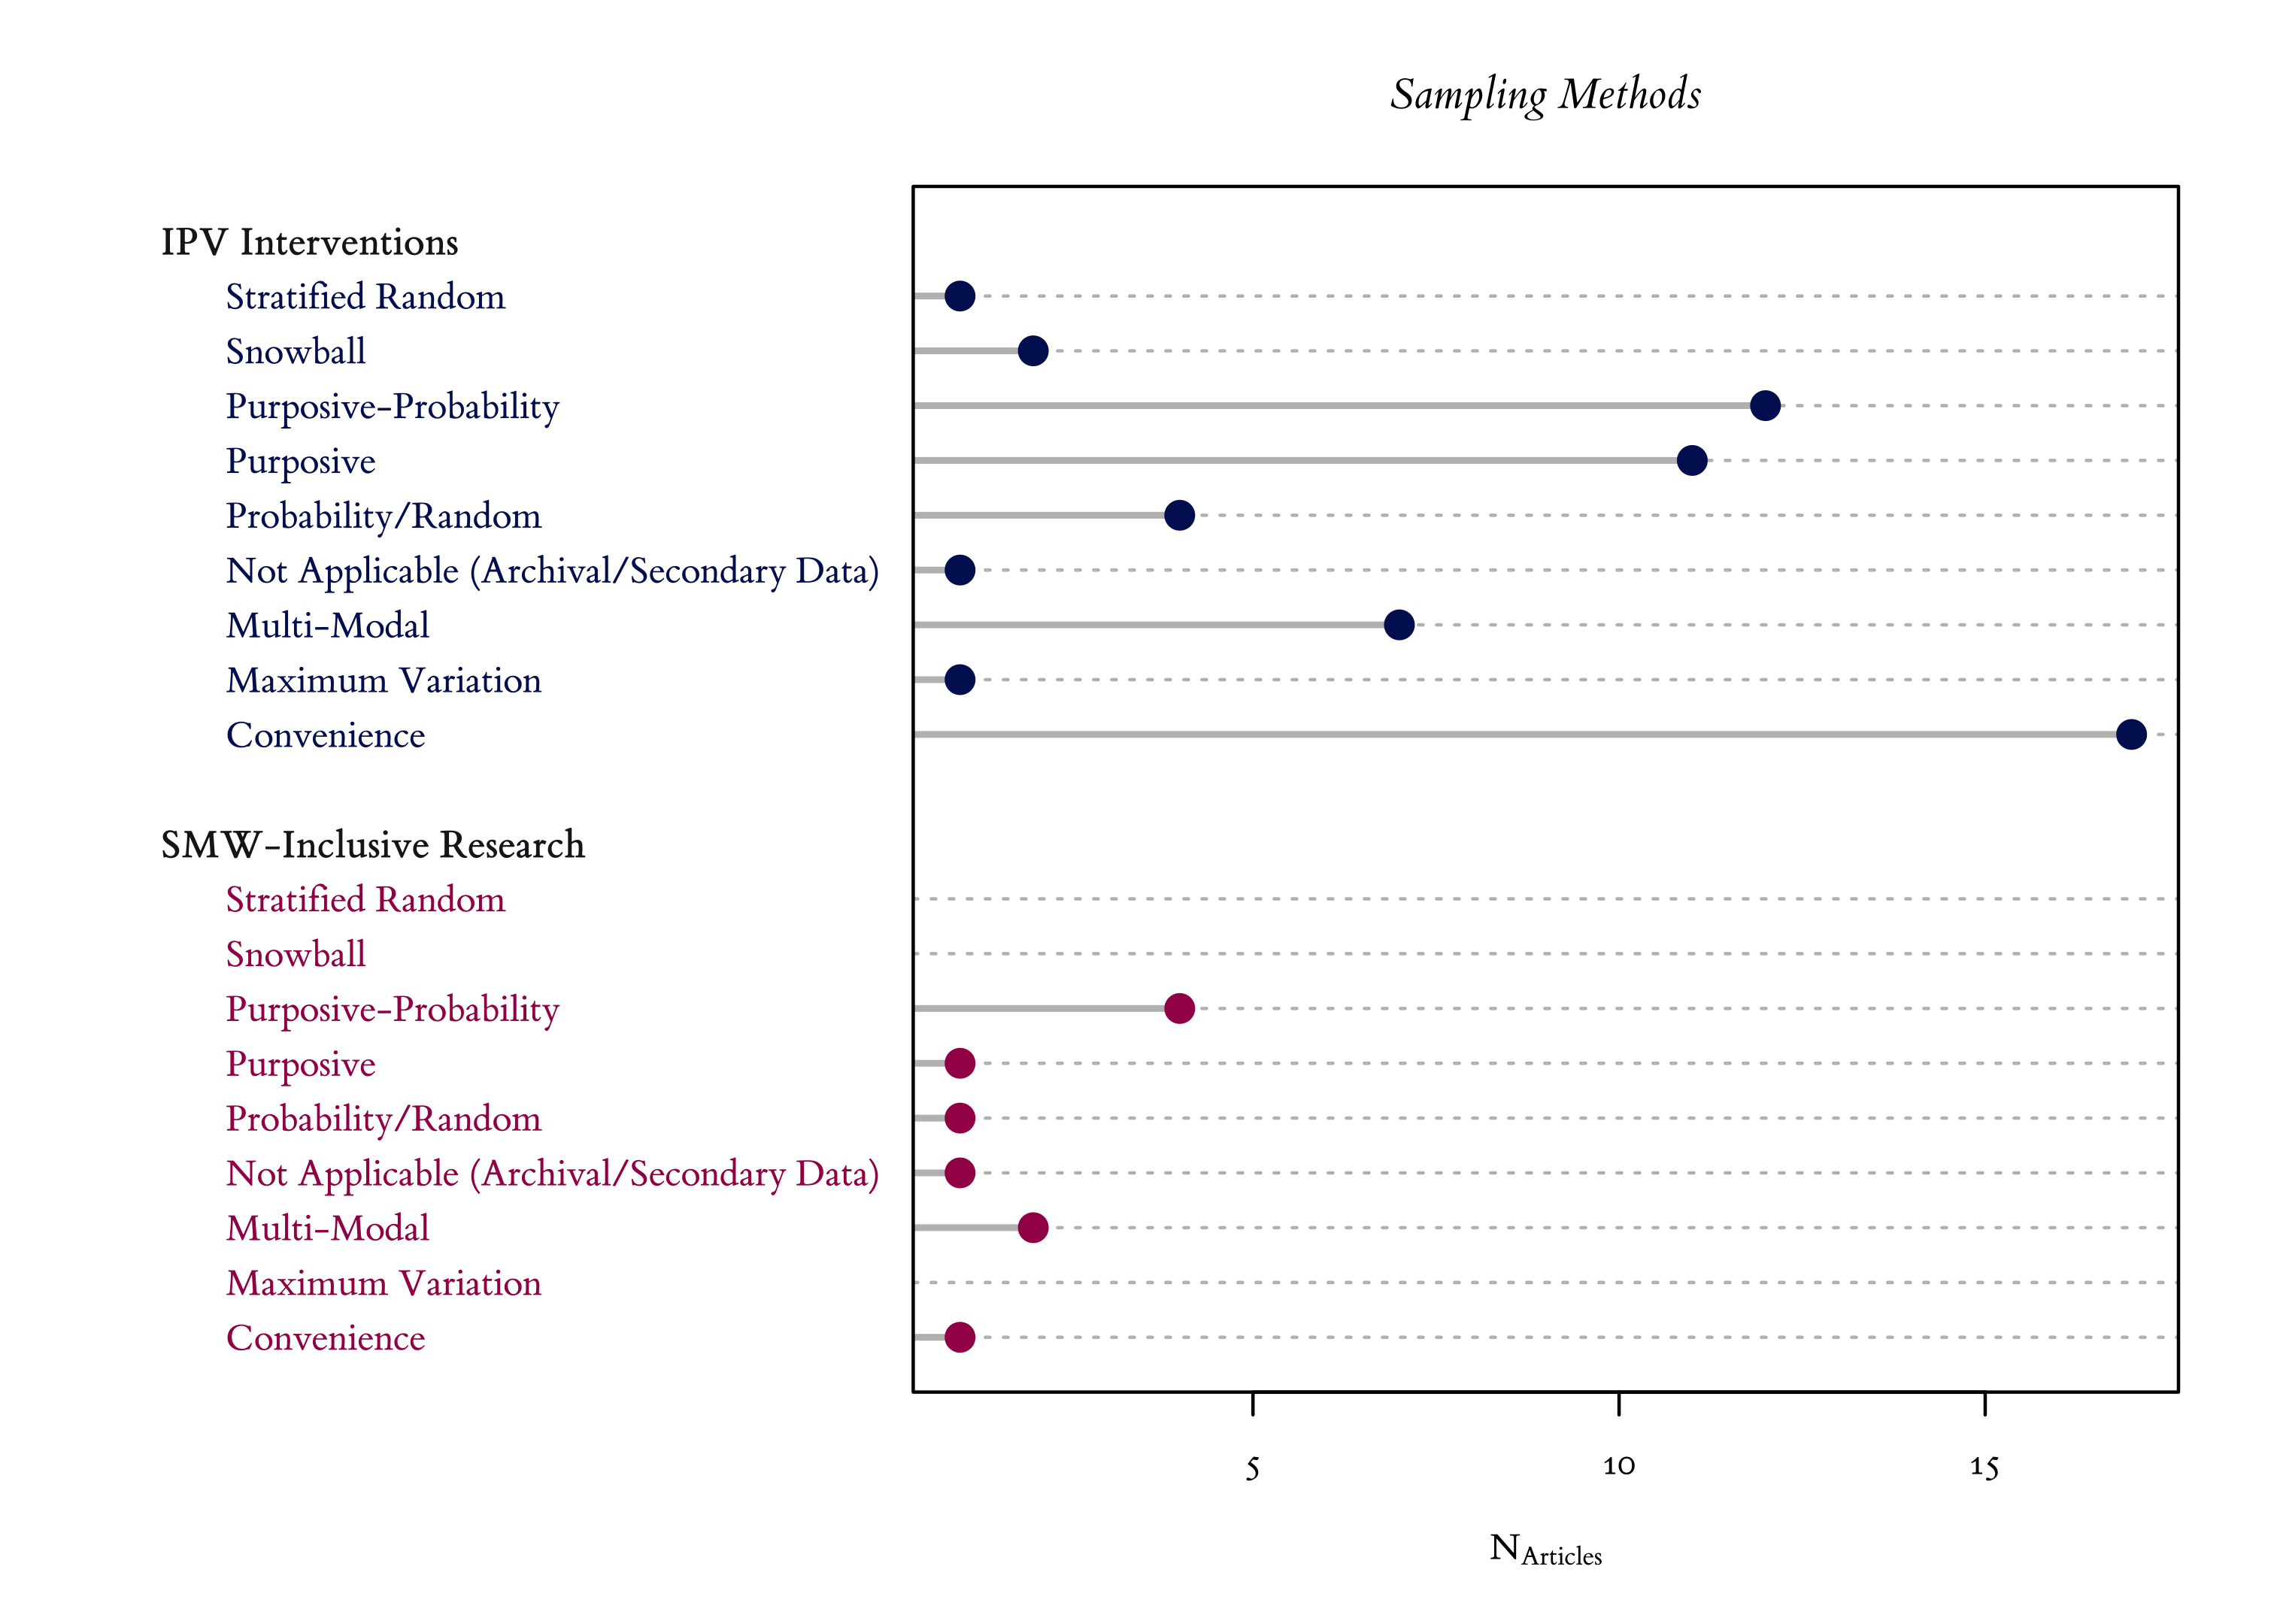 Sampling Methods
IPV Interventions
Stratified Random
Snowball
Purposive-Probability
Purposive
Probability/Random
Not Applicable (Archival/Secondary Data)
Multi-Modal
Maximum Variation
Convenience
SMW-Inclusive Research
Stratified Random
Snowball
Purposive-Probability
Purposive
Probability/Random
Not Applicable (Archival/Secondary Data)
Multi-Modal
Maximum Variation
Convenience
5 10 15
NArticles